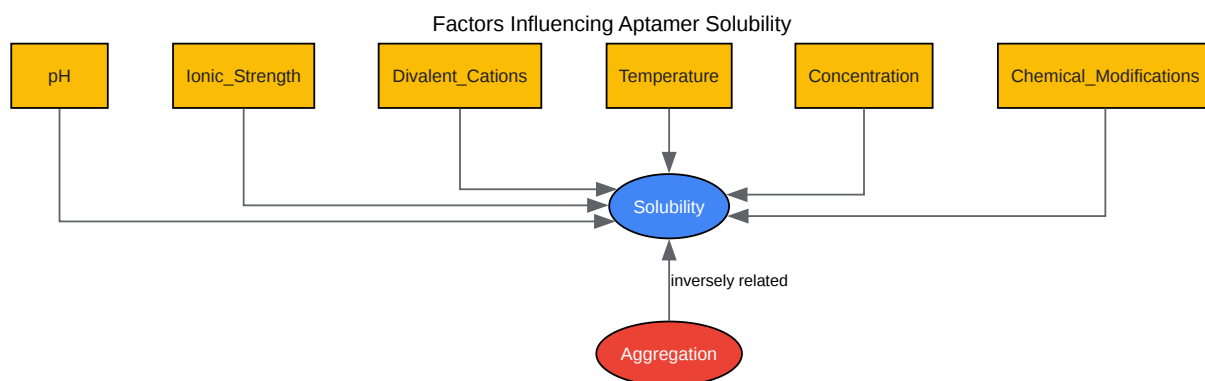 Factors Influencing Aptamer Solubility
pH
Ionic_Strength
Divalent_Cations
Temperature
Concentration
Chemical_Modifications
Solubility
inversely related
Aggregation